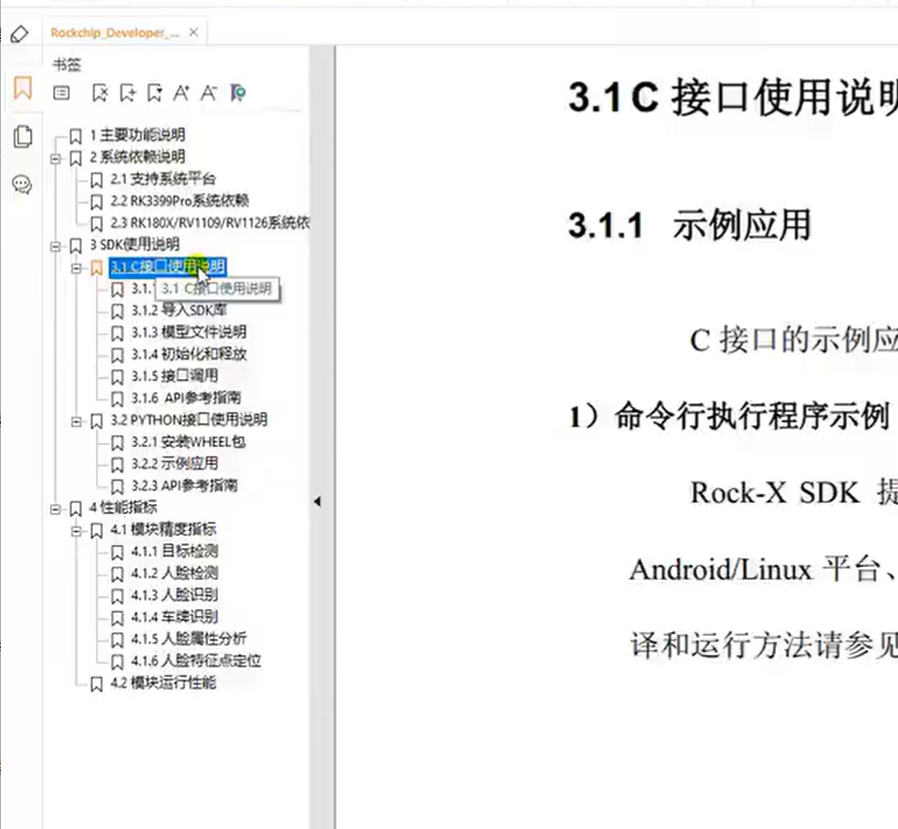 Rockchip_Developer_...
书签
1 主要功能说明
2 系统依赖说明
2.1 支持系统平台
2.2 RK3399Pro系统依赖
2.3 RK180X/RV1109/RV1126系统依
3 SDK使用说明
3.1 C接口使用说明
3.1 C接口使用说明
3.1.2 导入SDK库
3.1.3 模型文件说明
3.1.4 初始化和释放
3.1.5 接口调用
3.1.6 API参考指南
3.2 PYTHON接口使用说明
3.2.1 安装WHEEL包
3.2.2 示例应用
3.2.3 API参考指南
4 性能指标
4.1 模块精度指标
4.1.1 目标检测
4.1.2 人脸检测
4.1.3 人脸识别
4.1.4 车牌识别
4.1.5 人脸属性分析
4.1.6 人脸特征点定位
4.2 模块运行性能
3.1 C 接口使用说明
3.1.1 示例应用
C 接口的示例应
1）命令行执行程序示例
Rock-X SDK 提
Android/Linux 平台、
译和运行方法请参见